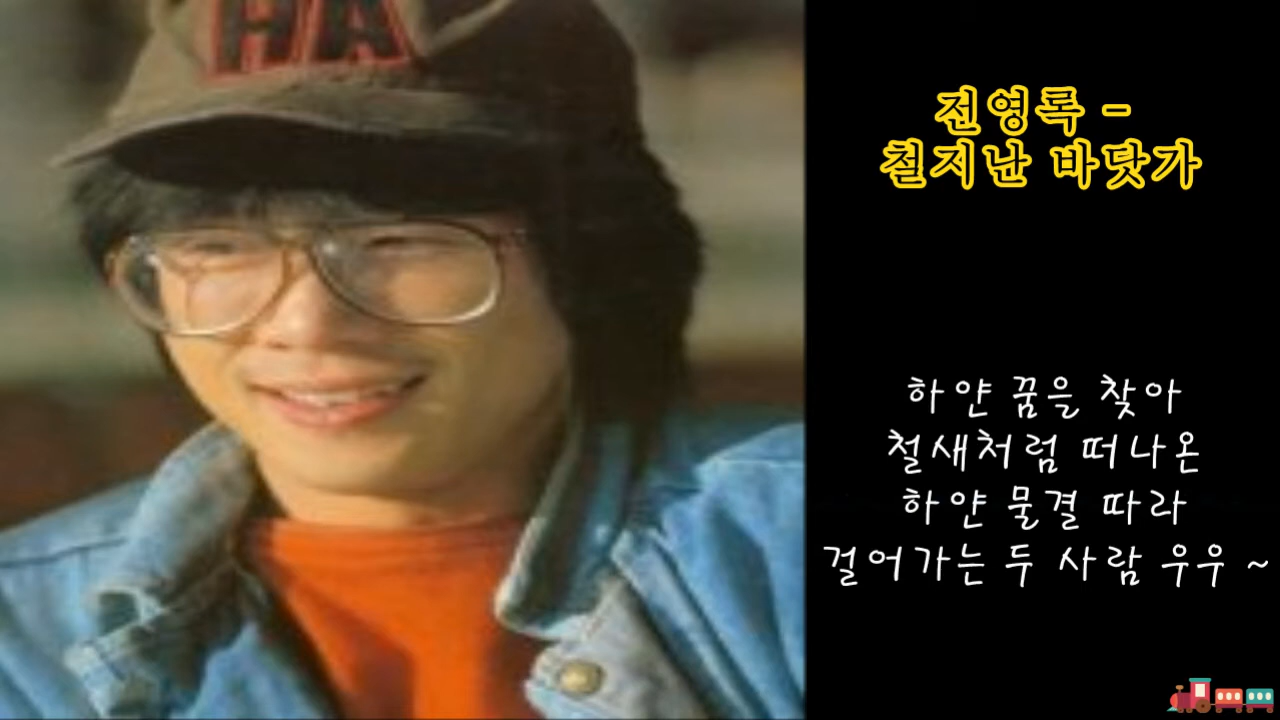 HA
전영록 -
철지난 바닷가
하얀 꿈을 찾아
철새처럼 떠나온
하얀 물결 따라
걸어가는 두 사람 우우 ~